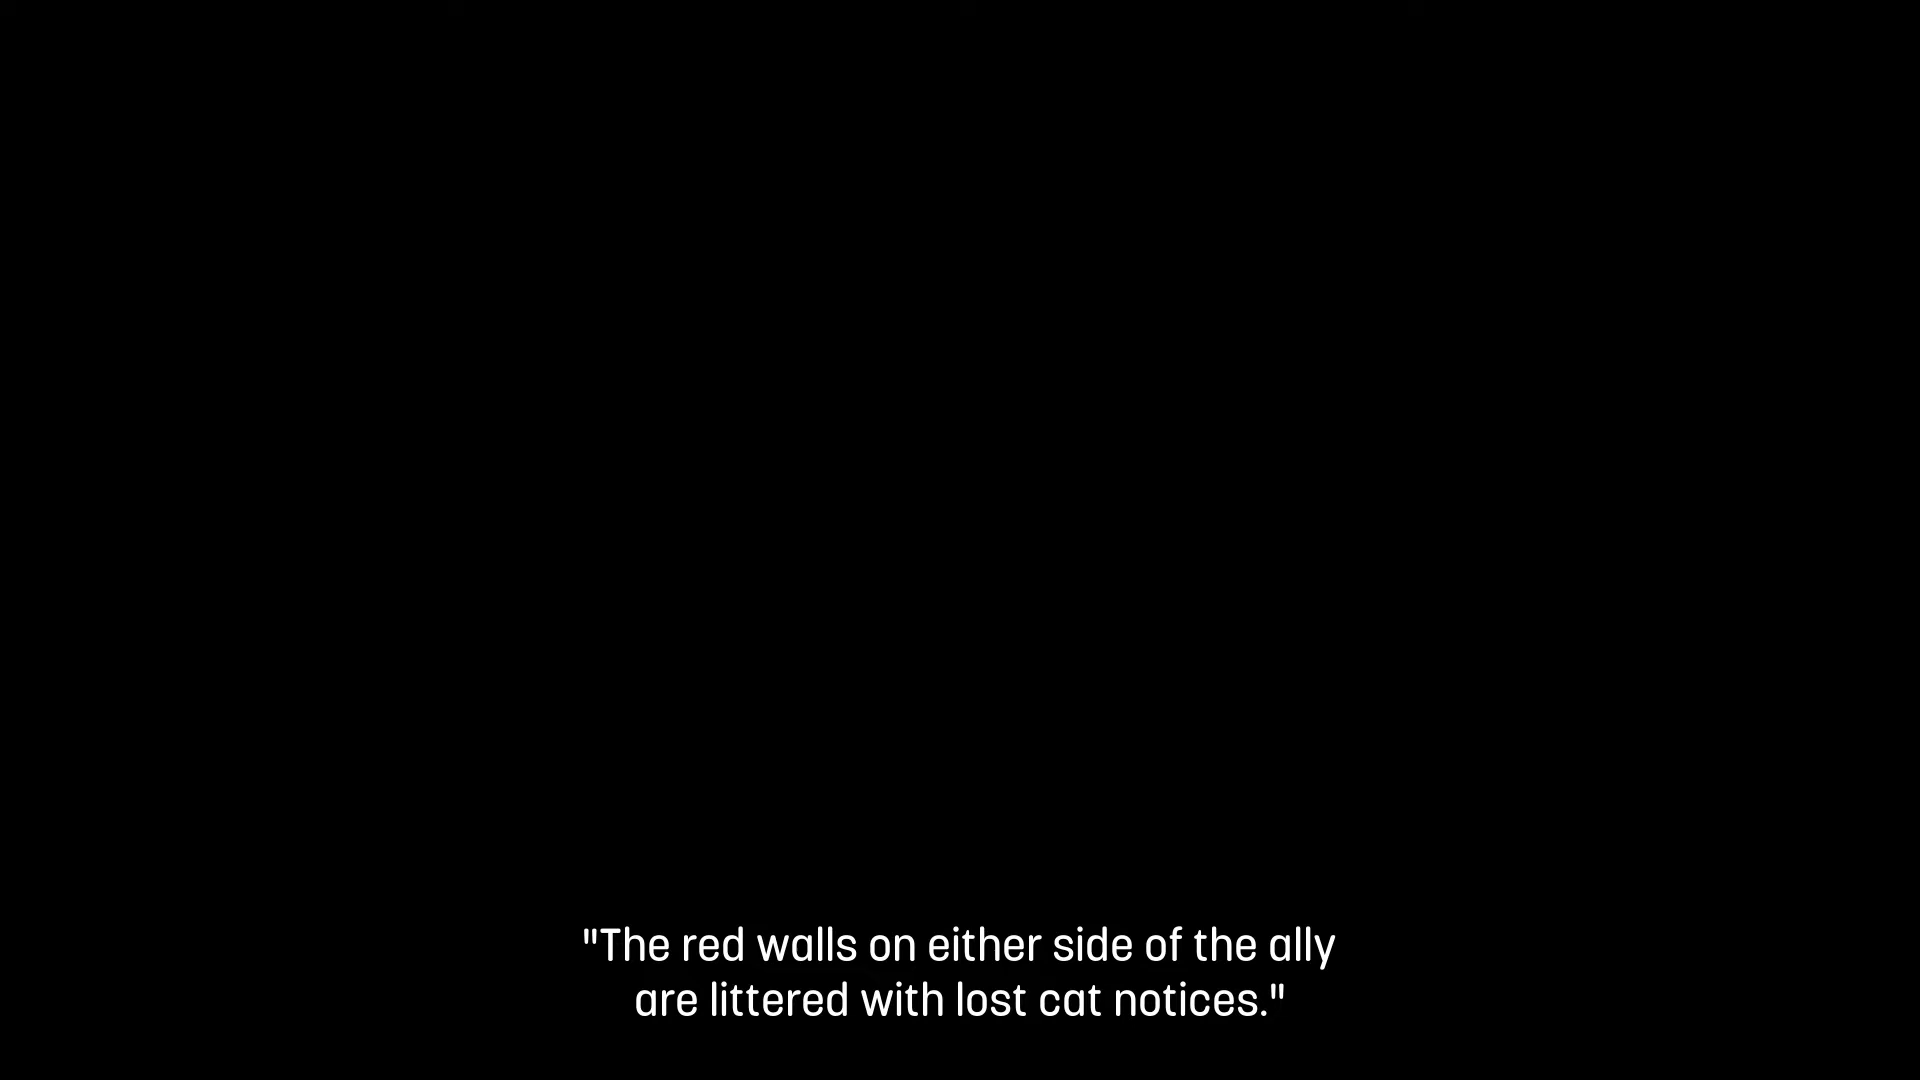 "The red walls on either side of the ally
are littered with lost cat notices."